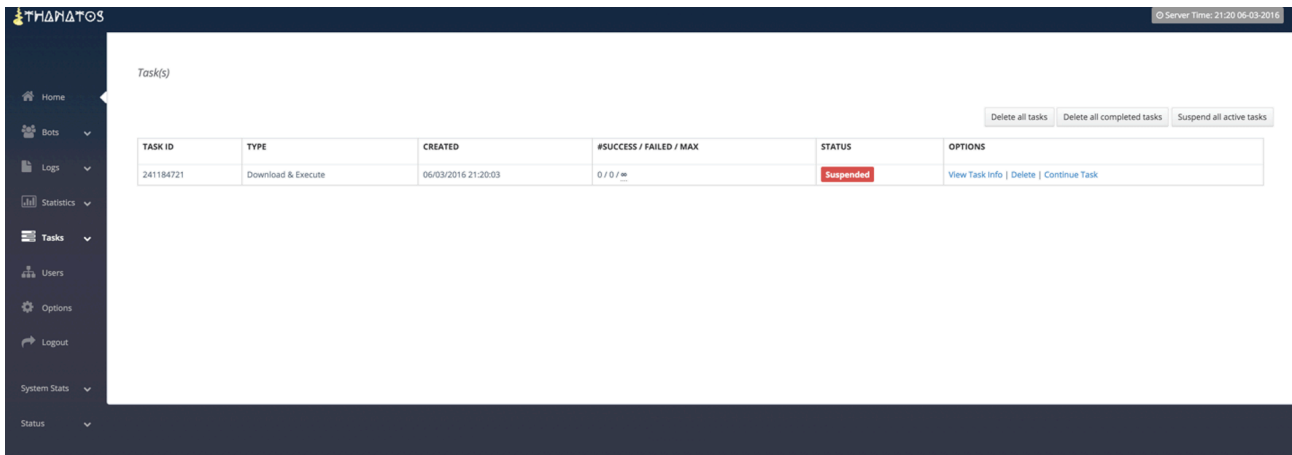 THANATOS
Server Time: 21:20 06-03-2016
Task(s)
Home
Bots
Logs
Statistics
Tasks
Users
Options
Logout
System Stats
Status
Delete all tasks Delete all completed tasks Suspend all active tasks
TASK ID TYPE CREATED #SUCCESS / FAILED / MAX STATUS OPTIONS
241184721 Download & Execute 06/03/2016 21:20:03 0 / 0 / ∞ Suspended View Task Info | Delete | Continue Task